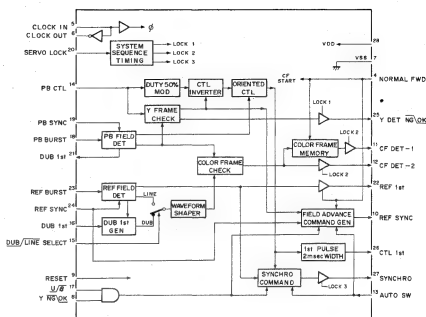 CLOCK IN 5
CLOCK OUT 6
φ
SERVO LOCK 20
SYSTEM SEQUENCE TIMING
LOCK 1
LOCK 2
LOCK 3
VDD 28
VSS 7
PB CTL 14
DUTY 50% MOD
CTL INVERTER
ORIENTED CTL
CF START
4 NORMAL FWD
Y FRAME CHECK
LOCK 1
25 Y DET NG\OK
PB SYNC 19
PB BURST 18
PB FIELD DET
DUB 1st 21
COLOR FRAME MEMORY
LOCK 2
11 CF DET-1
COLOR FRAME CHECK
12 CF DET-2
LOCK 2
REF BURST 23
REF FIELD DET
LINE
22 REF 1st
REF SYNC 24
WAVEFORM SHAPER
DUB 1st 16
DUB 1st GEN
DUB
FIELD ADVANCE COMMAND GEN
10 REF SYNC
DUB/LINE SELECT 15
1st PULSE 2msec WIDTH
26 CTL 1st
RESET 9
SYNCHRO COMMAND
27 SYNCHRO
LOCK 3
17
Y NG\OK 8
13 AUTO SW